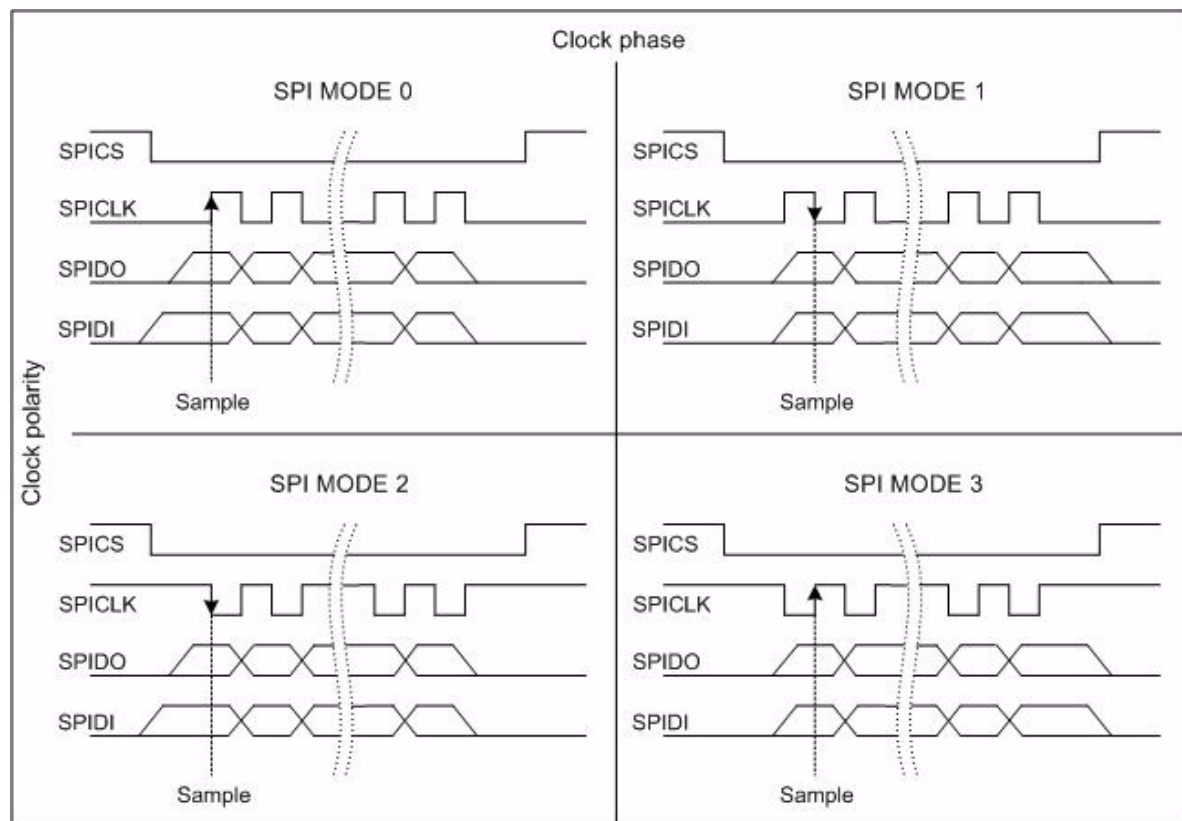 Clock phase
SPI MODE 0
SPICS
SPICLK
SPIDO
SPIDI
Sample
SPI MODE 1
SPICS
SPICLK
SPIDO
SPIDI
Sample
Clock polarity
SPI MODE 2
SPICS
SPICLK
SPIDO
SPIDI
Sample
SPI MODE 3
SPICS
SPICLK
SPIDO
SPIDI
Sample